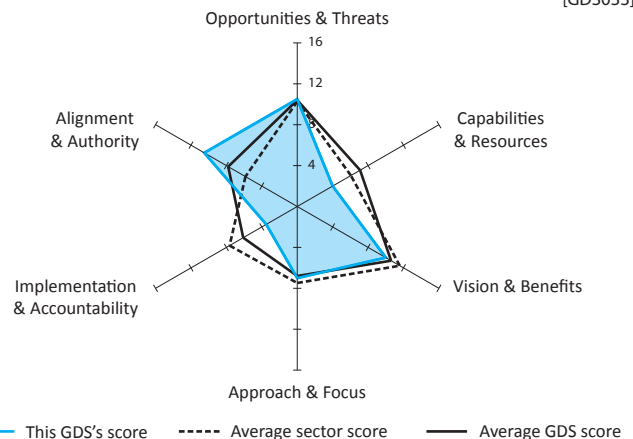 [GDS035]
Opportunities & Threats
16
12
4
Alignment
& Authority
Capabilities
& Resources
Implementation
& Accountability
Vision & Benefits
Approach & Focus
This GDS's score
Average sector score
Average GDS score